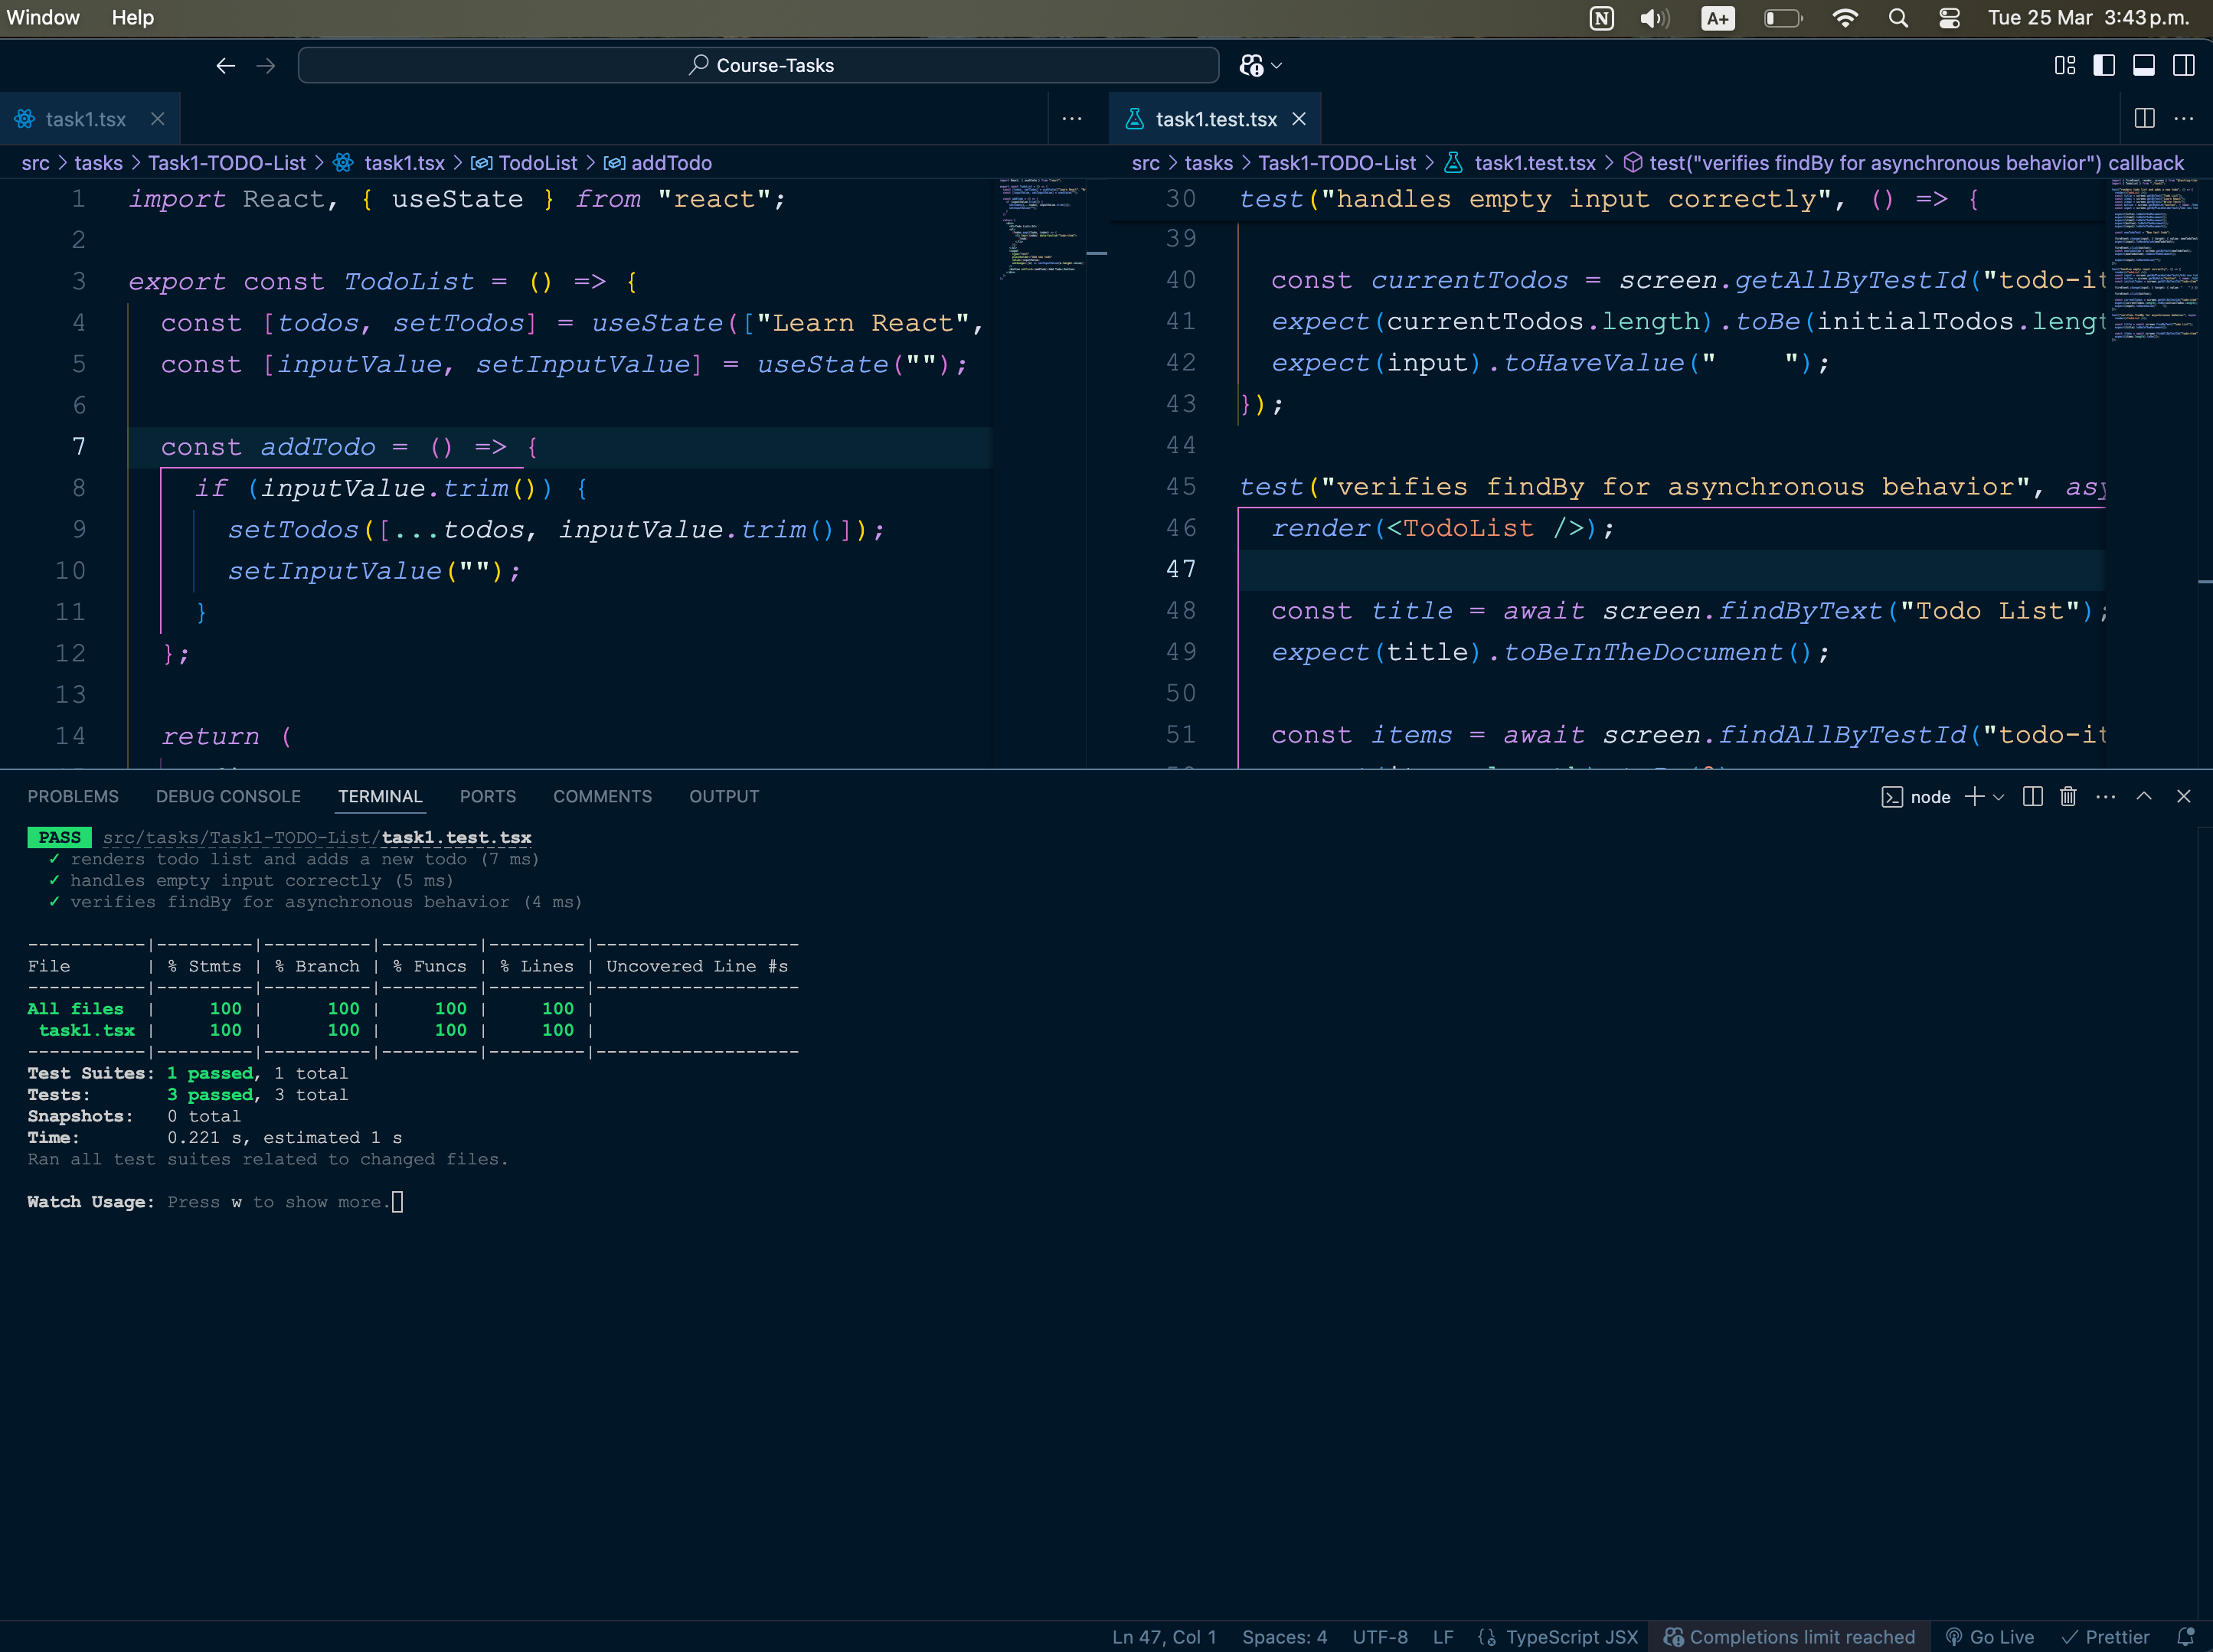 Window Help A+ Tue 25 Mar 3:43 p.m.
Course-Tasks
task1.tsx
src > tasks > Task1-TODO-List > task1.tsx > TodoList > addTodo
1 import React, { useState } from "react";
2
3 export const TodoList = () => {
4 const [todos, setTodos] = useState(["Learn React",
5 const [inputValue, setInputValue] = useState("");
6
7 const addTodo = () => {
8 if (inputValue.trim()) {
9 setTodos([...todos, inputValue.trim()]);
10 setInputValue("");
11 }
12 };
13
14 return (
task1.test.tsx
src > tasks > Task1-TODO-List > task1.test.tsx > test("verifies findBy for asynchronous behavior") callback
30 test("handles empty input correctly", () => {
39
40 const currentTodos = screen.getAllByTestId("todo-it
41 expect(currentTodos.length).toBe(initialTodos.lengt
42 expect(input).toHaveValue("    ");
43 });
44
45 test("verifies findBy for asynchronous behavior", asy
46 render(<TodoList />);
47
48 const title = await screen.findByText("Todo List");
49 expect(title).toBeInTheDocument();
50
51 const items = await screen.findAllByTestId("todo-it
PROBLEMS DEBUG CONSOLE TERMINAL PORTS COMMENTS OUTPUT node
PASS src/tasks/Task1-TODO-List/task1.test.tsx
✓ renders todo list and adds a new todo (7 ms)
✓ handles empty input correctly (5 ms)
✓ verifies findBy for asynchronous behavior (4 ms)
-----------|---------|----------|---------|---------|-------------------
File | % Stmts | % Branch | % Funcs | % Lines | Uncovered Line #s
-----------|---------|----------|---------|---------|-------------------
All files | 100 | 100 | 100 | 100 |
task1.tsx | 100 | 100 | 100 | 100 |
-----------|---------|----------|---------|---------|-------------------
Test Suites: 1 passed, 1 total
Tests: 3 passed, 3 total
Snapshots: 0 total
Time: 0.221 s, estimated 1 s
Ran all test suites related to changed files.
Watch Usage: Press w to show more.
Ln 47, Col 1 Spaces: 4 UTF-8 LF TypeScript JSX Completions limit reached Go Live Prettier